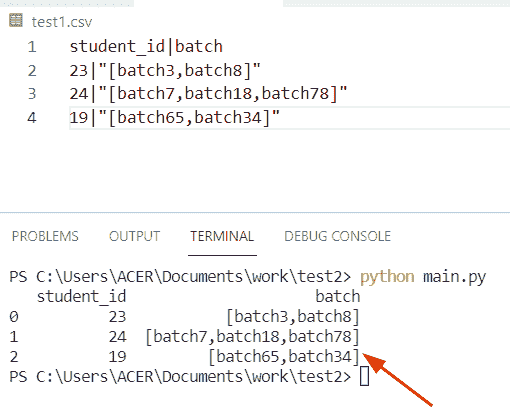 test1.csv
1 student_id|batch
2 23|"[batch3,batch8]"
3 24|"[batch7,batch18,batch78]"
4 19|"[batch65,batch34]"
PROBLEMS OUTPUT TERMINAL DEBUG CONSOLE
PS C:\Users\ACER\Documents\work\test2> python main.py
student_id batch
0 23 [batch3,batch8]
1 24 [batch7,batch18,batch78]
2 19 [batch65,batch34]
PS C:\Users\ACER\Documents\work\test2>